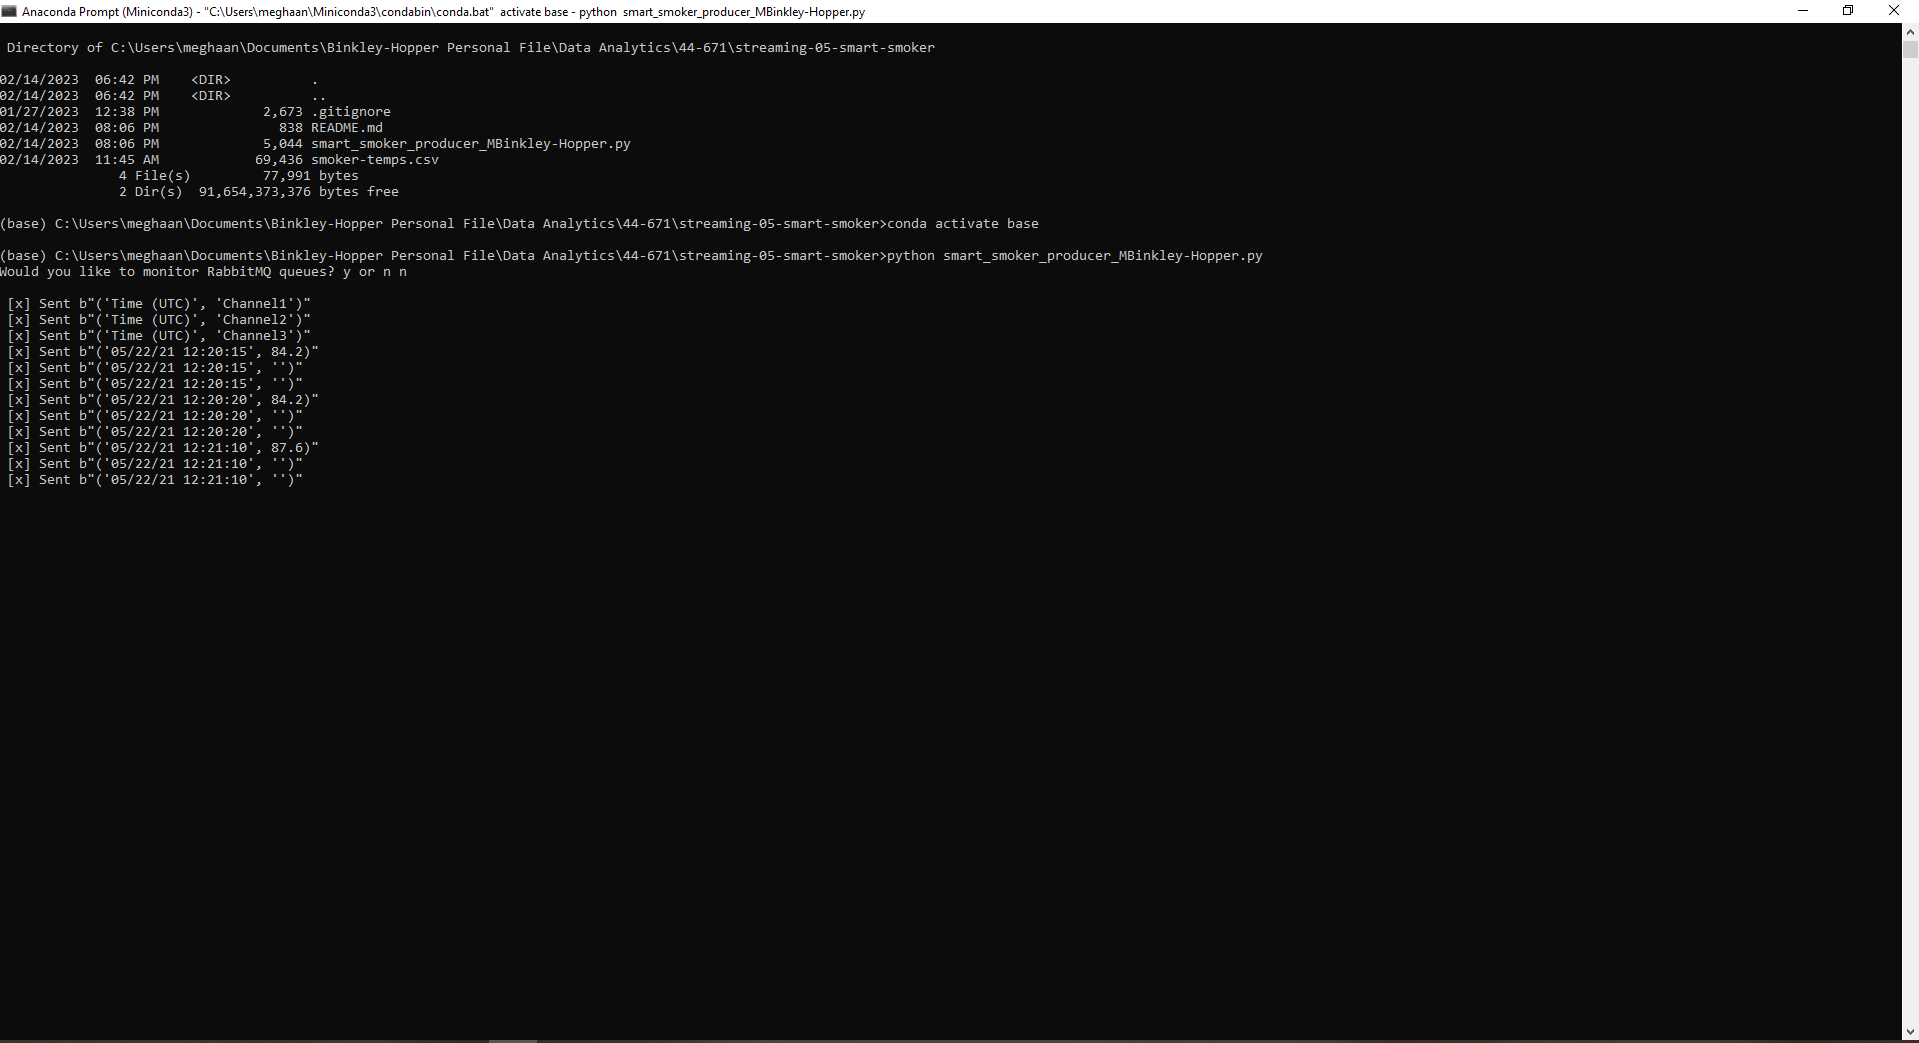 Anaconda Prompt (Miniconda3) - "C:\Users\meghaan\Miniconda3\condabin\conda.bat"  activate base - python  smart_smoker_producer_MBinkley-Hopper.py
Directory of C:\Users\meghaan\Documents\Binkley-Hopper Personal File\Data Analytics\44-671\streaming-05-smart-smoker
02/14/2023  06:42 PM    <DIR>          .
02/14/2023  06:42 PM    <DIR>          ..
01/27/2023  12:38 PM             2,673 .gitignore
02/14/2023  08:06 PM               838 README.md
02/14/2023  08:06 PM             5,044 smart_smoker_producer_MBinkley-Hopper.py
02/14/2023  11:45 AM            69,436 smoker-temps.csv
               4 File(s)         77,991 bytes
               2 Dir(s)  91,654,373,376 bytes free
(base) C:\Users\meghaan\Documents\Binkley-Hopper Personal File\Data Analytics\44-671\streaming-05-smart-smoker>conda activate base
(base) C:\Users\meghaan\Documents\Binkley-Hopper Personal File\Data Analytics\44-671\streaming-05-smart-smoker>python smart_smoker_producer_MBinkley-Hopper.py
Would you like to monitor RabbitMQ queues? y or n n
[x] Sent b"('Time (UTC)', 'Channel1')"
[x] Sent b"('Time (UTC)', 'Channel2')"
[x] Sent b"('Time (UTC)', 'Channel3')"
[x] Sent b"('05/22/21 12:20:15', 84.2)"
[x] Sent b"('05/22/21 12:20:15', '')"
[x] Sent b"('05/22/21 12:20:15', '')"
[x] Sent b"('05/22/21 12:20:20', 84.2)"
[x] Sent b"('05/22/21 12:20:20', '')"
[x] Sent b"('05/22/21 12:20:20', '')"
[x] Sent b"('05/22/21 12:21:10', 87.6)"
[x] Sent b"('05/22/21 12:21:10', '')"
[x] Sent b"('05/22/21 12:21:10', '')"